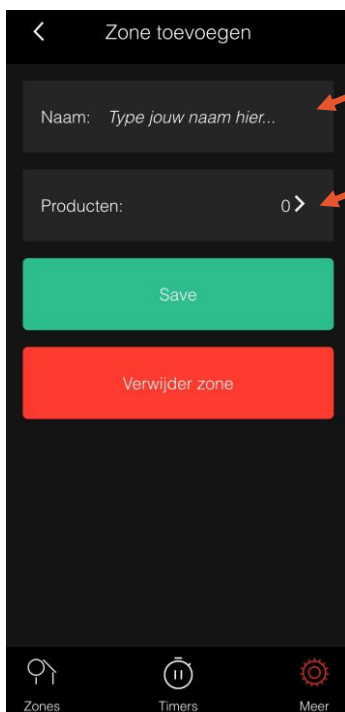 Zone toevoegen
Naam: Type jouw naam hier...
Producten: 0
Save
Verwijder zone
Zones Timers Meer